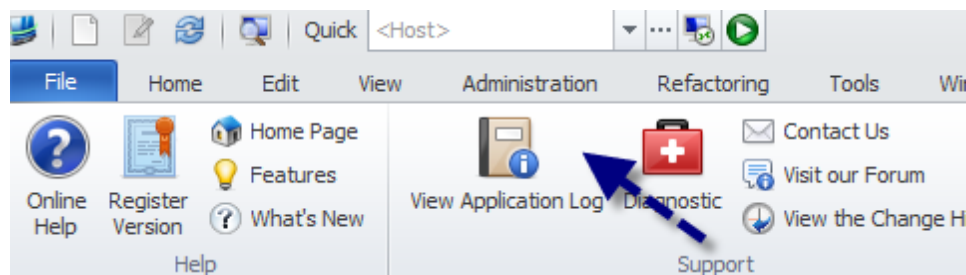 Quick <Host>
File Home Edit View Administration Refactoring Tools
Home Page Contact Us
Features Visit our Forum
Online Help Register Version What's New View Application Log Diagnostic View the Change
Help Support